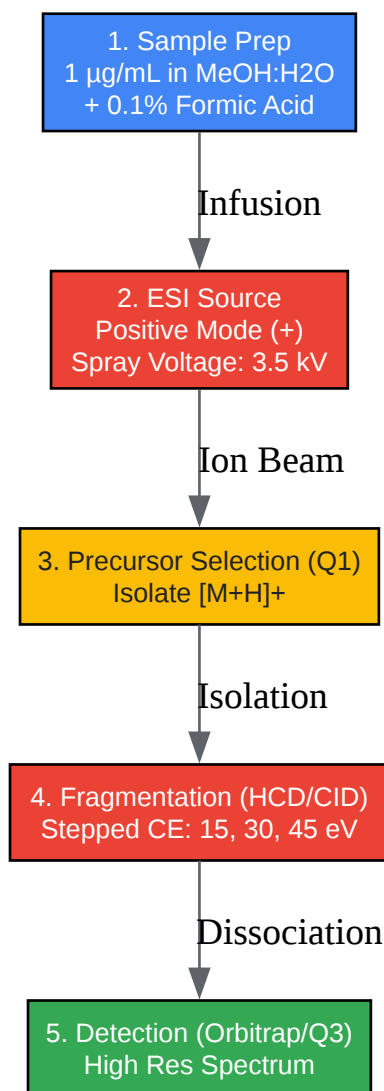 1. Sample Prep
1 µg/mL in MeOH:H2O
+ 0.1% Formic Acid
Infusion
2. ESI Source
Positive Mode (+)
Spray Voltage: 3.5 kV
Ion Beam
3. Precursor Selection (Q1)
Isolate [M+H]+
Isolation
4. Fragmentation (HCD/CID)
Stepped CE: 15, 30, 45 eV
Dissociation
5. Detection (Orbitrap/Q3)
High Res Spectrum